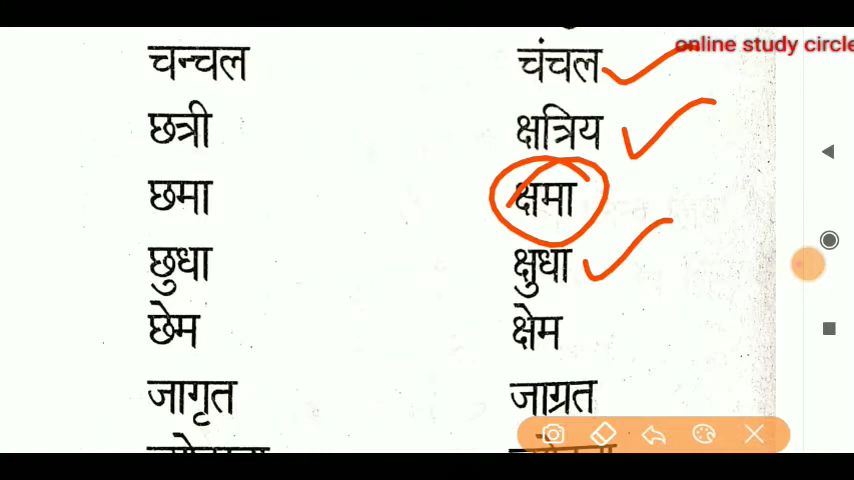 online study circle
चन्चल चंचल
छत्री क्षत्रिय
छमा क्षमा
छुधा क्षुधा
छेम क्षेम
जागृत जाग्रत